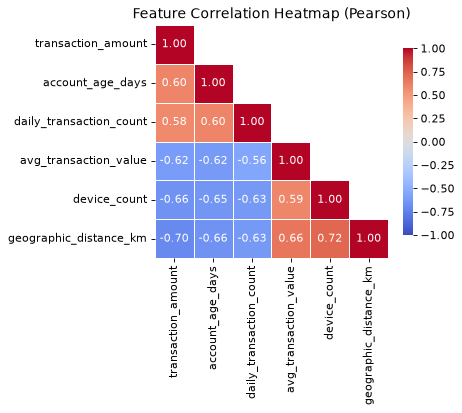 Feature Correlation Heatmap (Pearson)
transaction_amount 1.00
account_age_days 0.60 1.00
daily_transaction_count 0.58 0.60 1.00
avg_transaction_value -0.62 -0.62 -0.56 1.00
device_count -0.66 -0.65 -0.63 0.59 1.00
geographic_distance_km -0.70 -0.66 -0.63 0.66 0.72 1.00
transaction_amount
account_age_days
daily_transaction_count
avg_transaction_value
device_count
geographic_distance_km
1.00
0.75
0.50
0.25
0.00
−0.25
−0.50
−0.75
−1.00